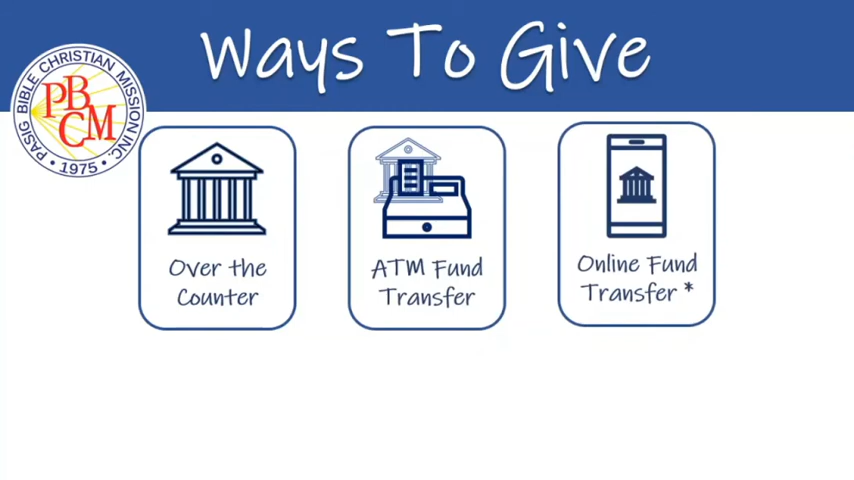 Ways To Give
PASIG BIBLE CHRISTIAN MISSION INC.
PBCM
• 1975 •
Over the
Counter
ATM Fund
Transfer
Online Fund
Transfer *